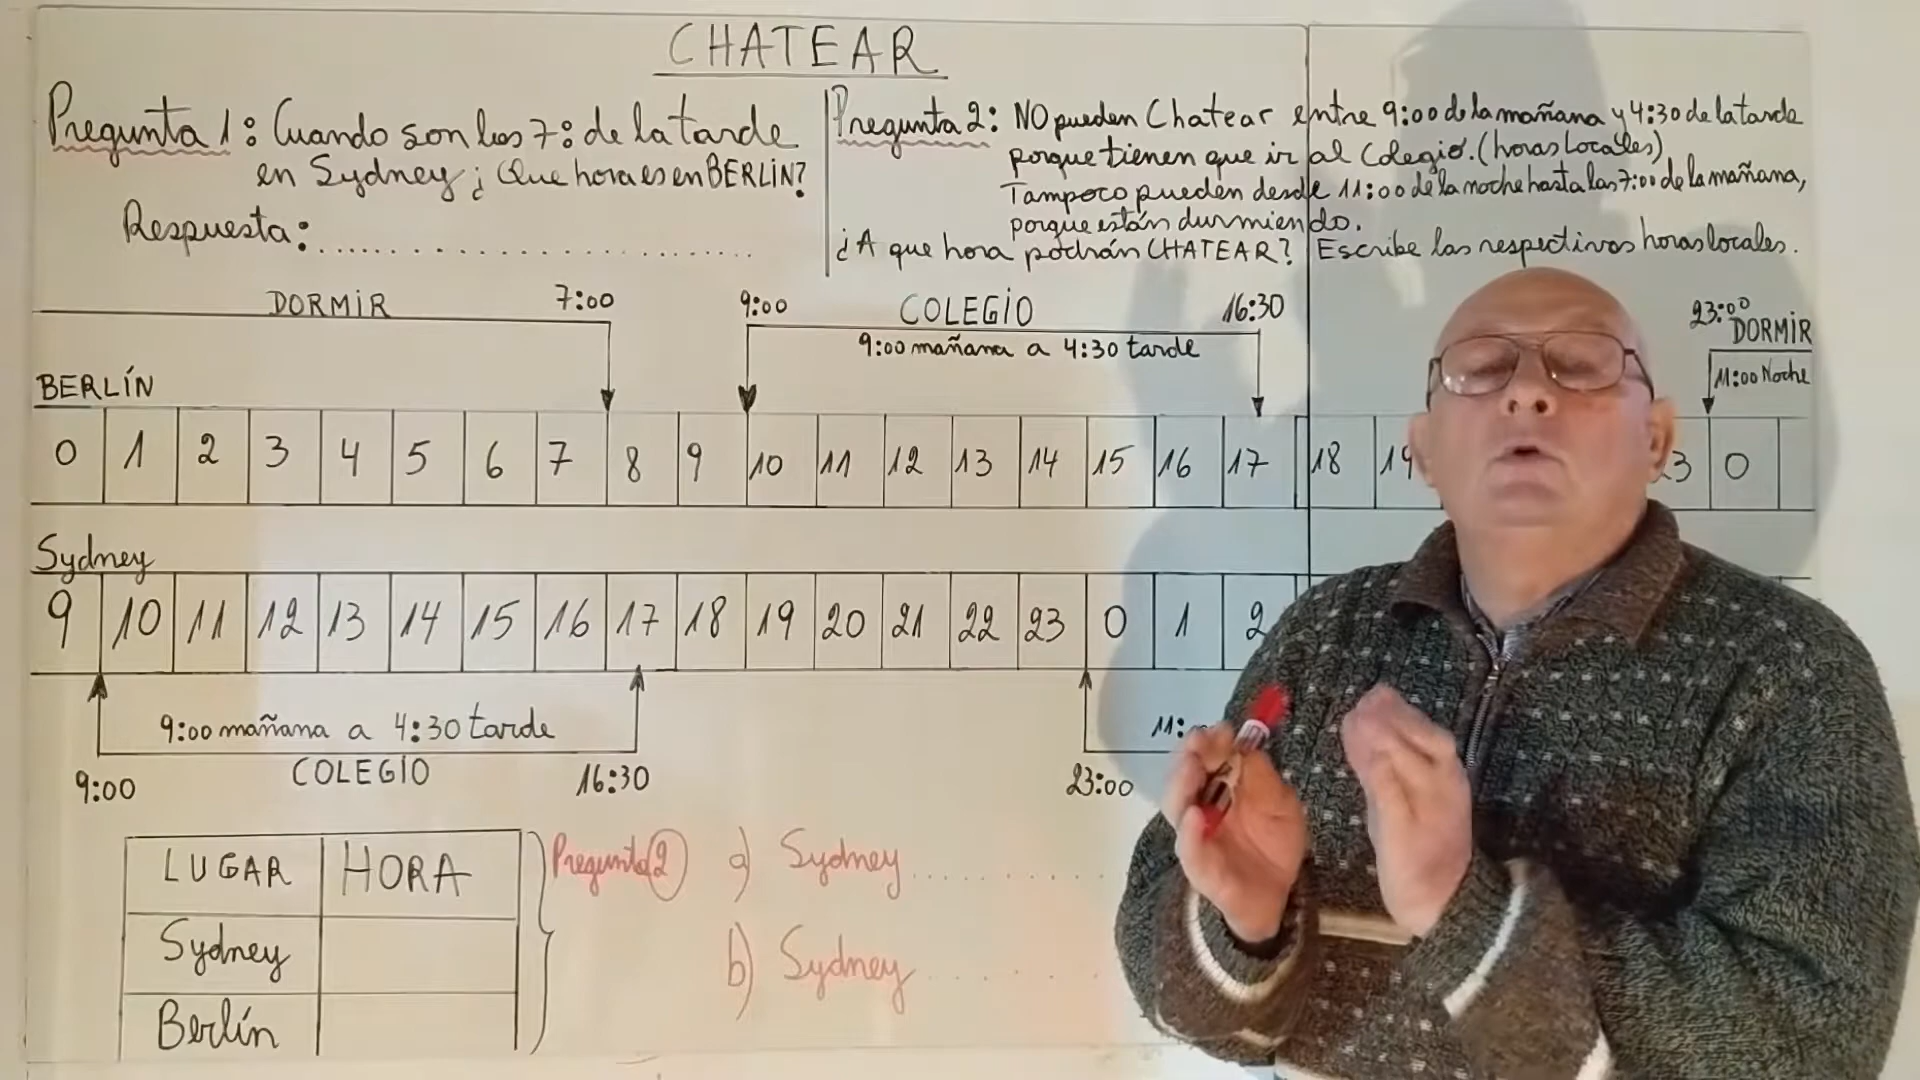 CHATEAR
Pregunta 1: Cuando son las 7: de la tarde
en Sydney ¿Que hora es en BERLIN?
Respuesta:..........................
Pregunta 2: NO pueden Chatear entre 9:00 de la mañana y 4:30 de la tarde
porque tienen que ir al Colegio. (horas Locales)
Tampoco pueden desde 11:00 de la noche hasta las 7:00 de la mañana,
porque están durmiendo.
¿A que hora podrán CHATEAR? Escribe las respectivas horas locales.
DORMIR 7:00 9:00 COLEGIO 16:30 23:00 DORMIR
9:00 mañana a 4:30 tarde 11:00 Noche
BERLÍN
0 1 2 3 4 5 6 7 8 9 10 11 12 13 14 15 16 17 18 19 0
Sydney
9 10 11 12 13 14 15 16 17 18 19 20 21 22 23 0 1 2
9:00 mañana a 4:30 tarde
9:00 COLEGIO 16:30 23:00
LUGAR HORA
Sydney
Berlín
Pregunta 2 a) Sydney..........
b) Sydney..........